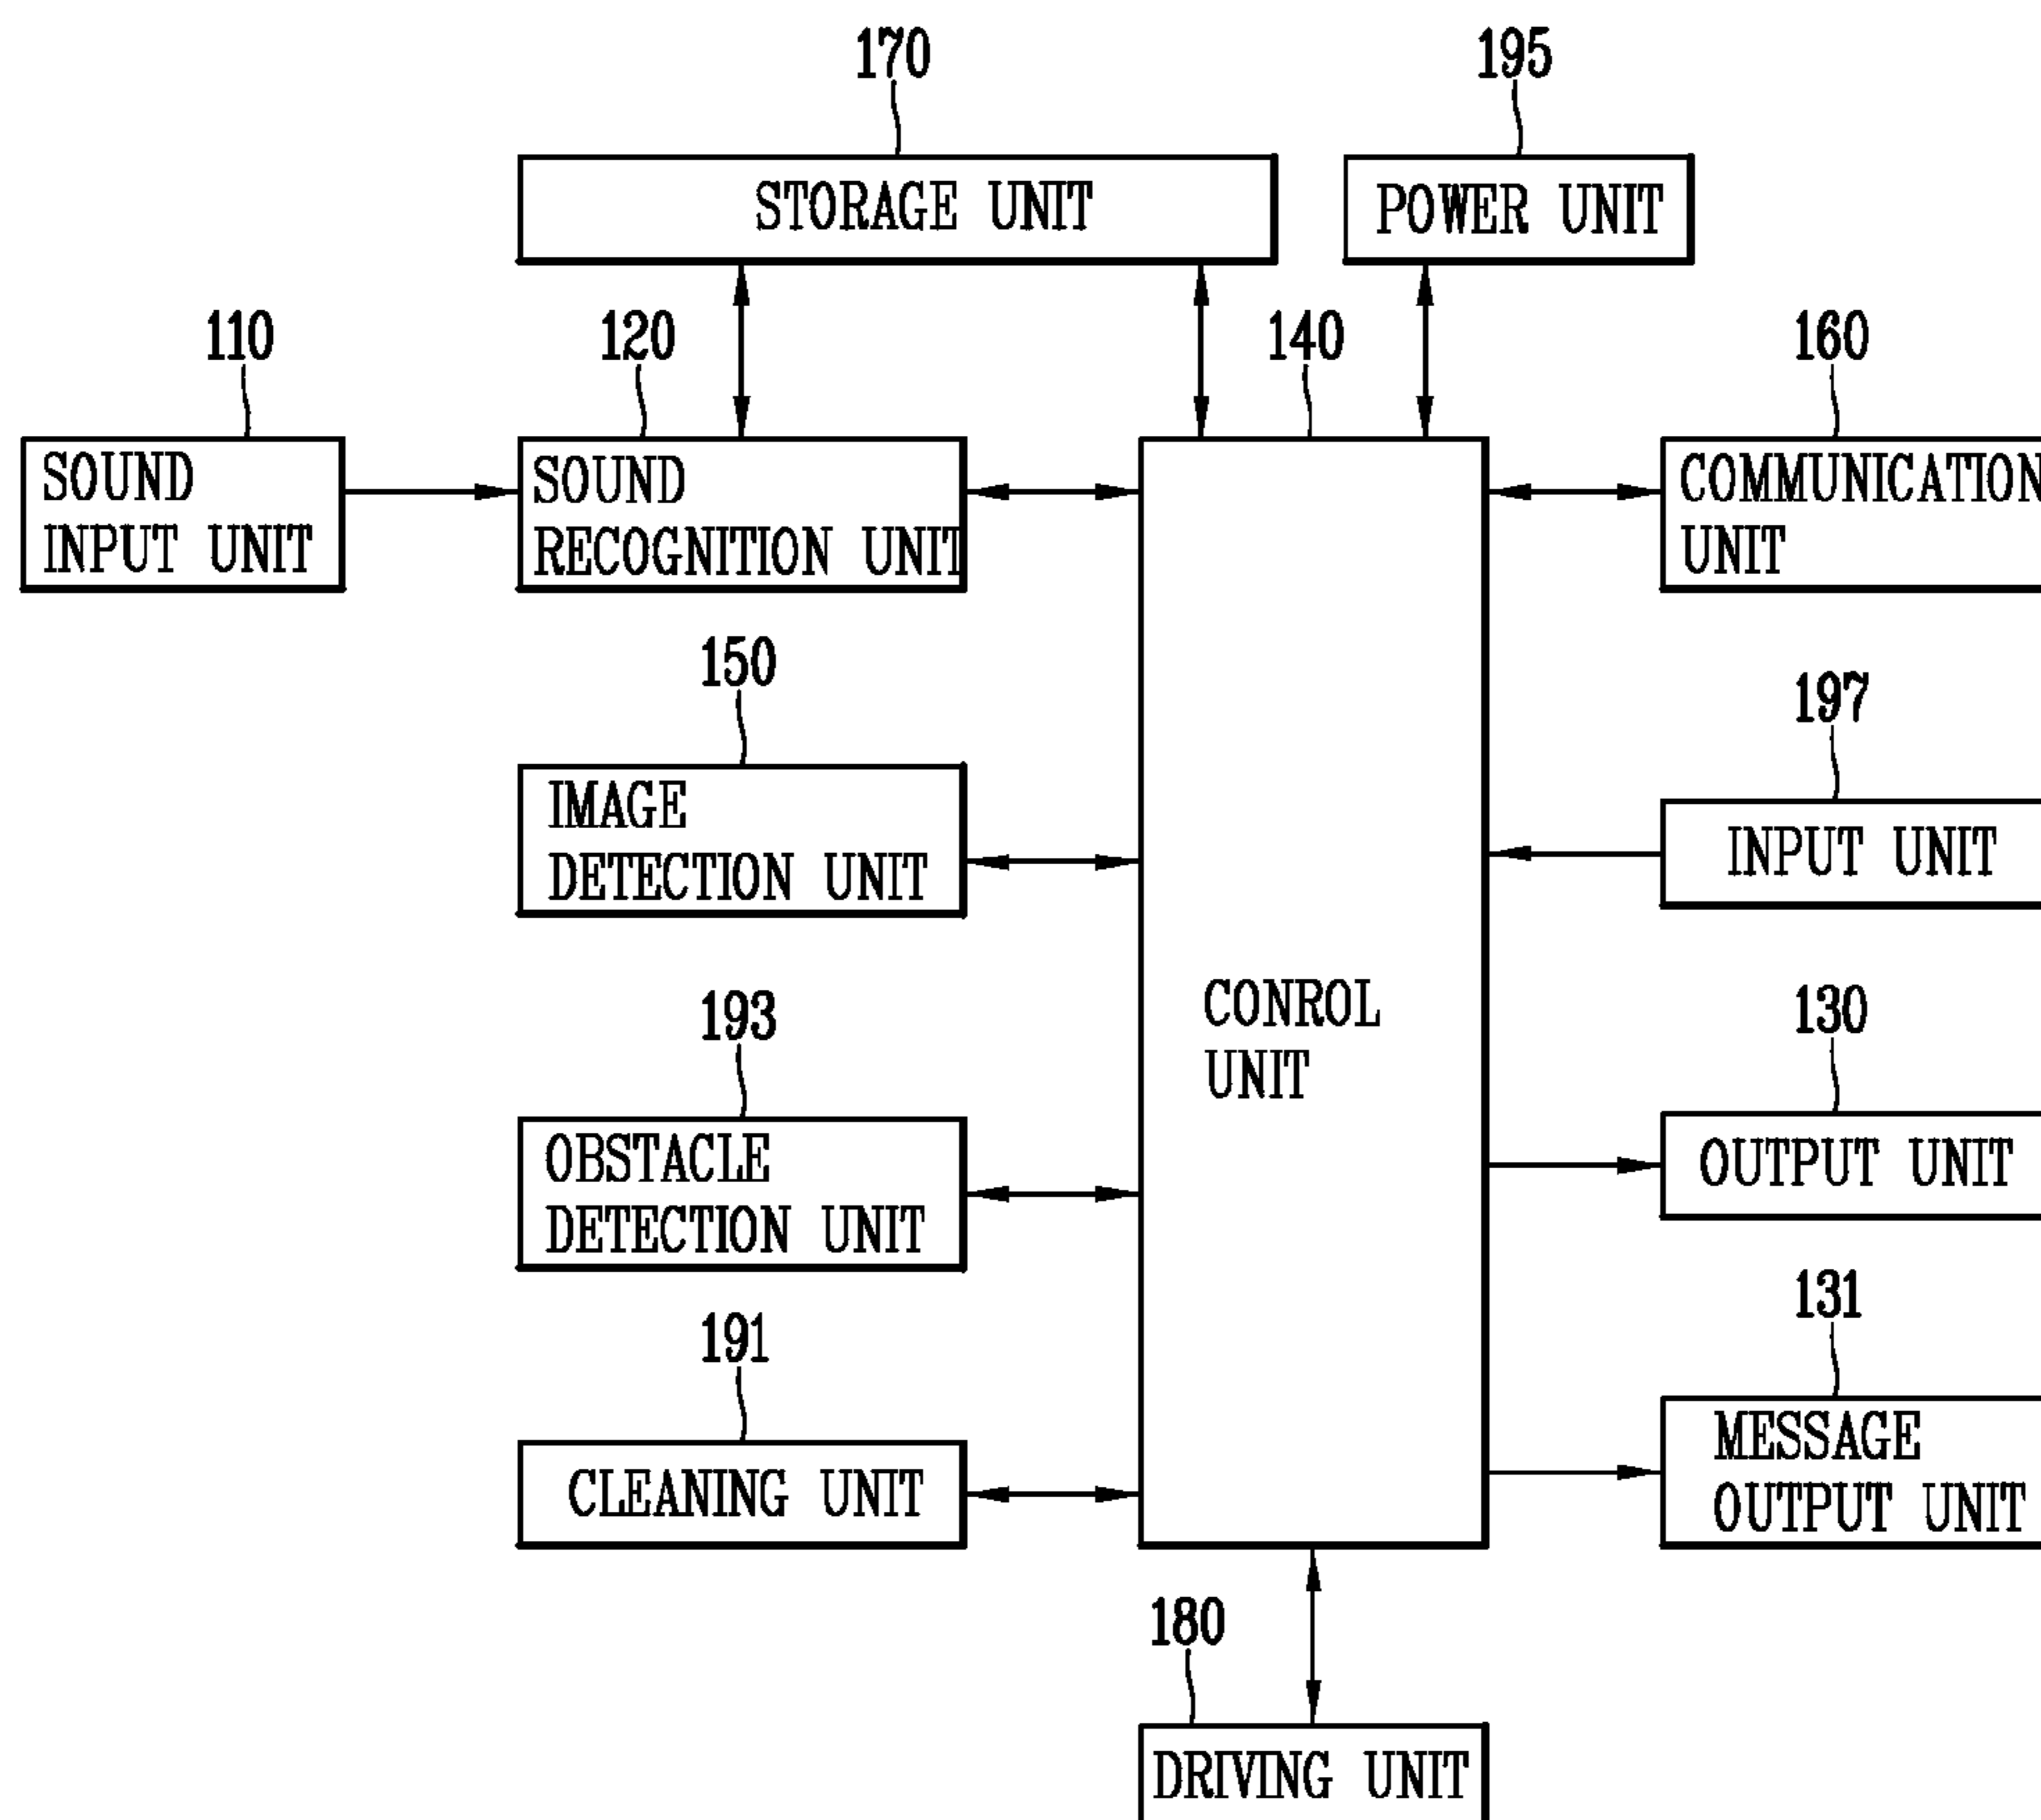 170
195
STORAGE UNIT
POWER UNIT
110
120
140
160
SOUND
INPUT UNIT
SOUND
RECOGNITION UNIT
COMMUNICATION
UNIT
150
197
IMAGE
DETECTION UNIT
INPUT UNIT
193
CONROL
UNIT
130
OBSTACLE
DETECTION UNIT
OUTPUT UNIT
191
131
CLEANING UNIT
MESSAGE
OUTPUT UNIT
180
DRIVING UNIT